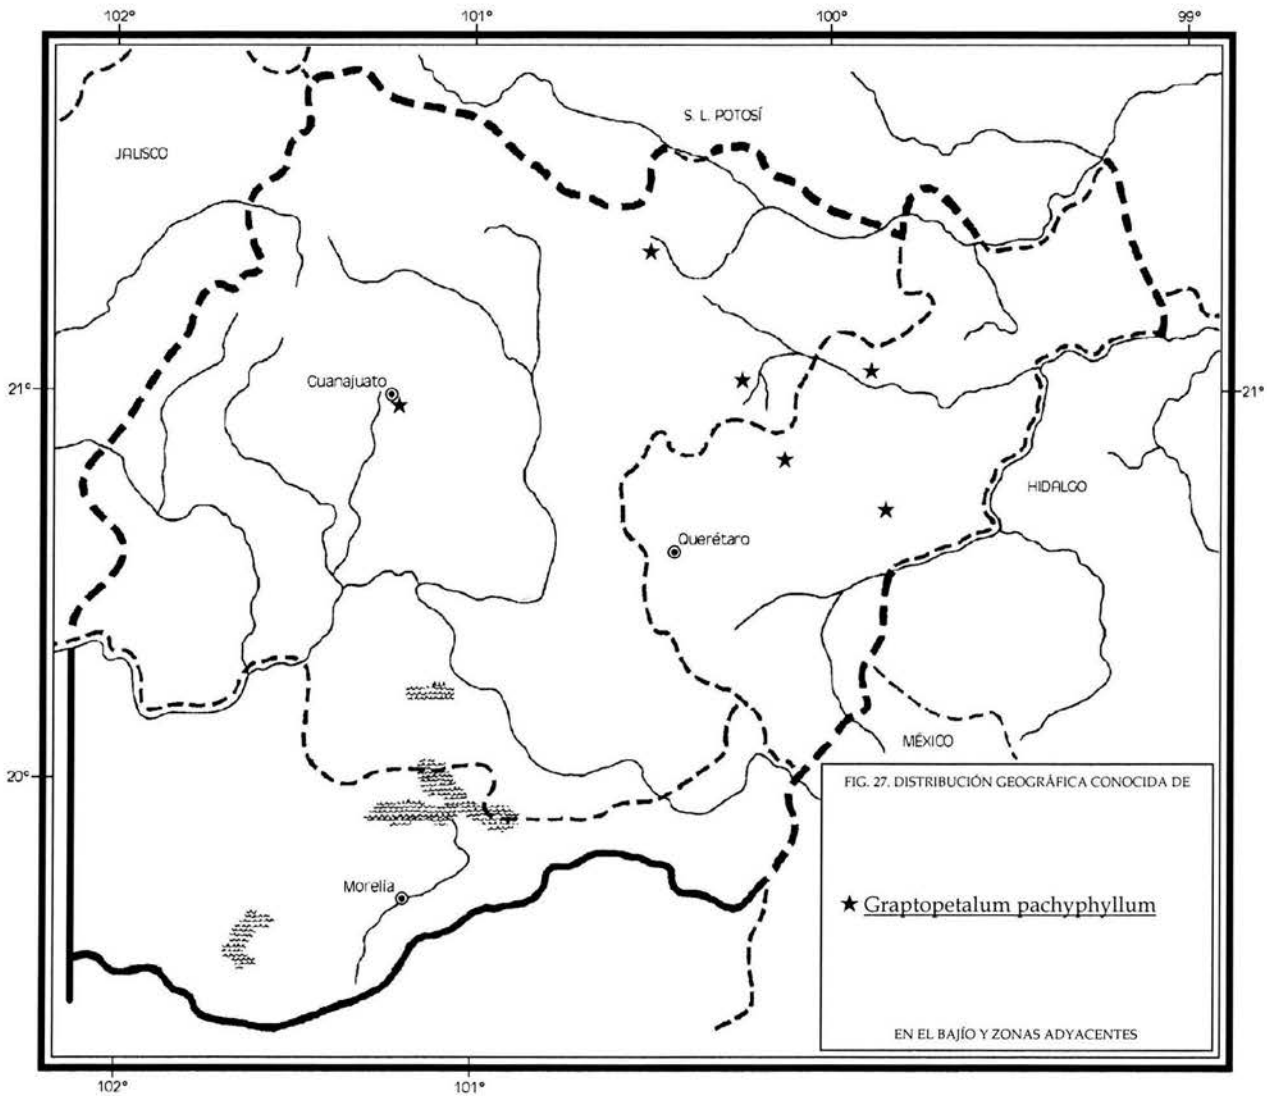 102°
101°
100°
99°
S. L. POTOSÍ
JALISCO
21°
Guanajuato
21°
HIDALGO
Querétaro
MÉXICO
20°
FIG. 27. DISTRIBUCIÓN GEOGRÁFICA CONOCIDA DE
Morelia
Graptopetalum pachyphyllum
EN EL BAJÍO Y ZONAS ADYACENTES
102°
101°